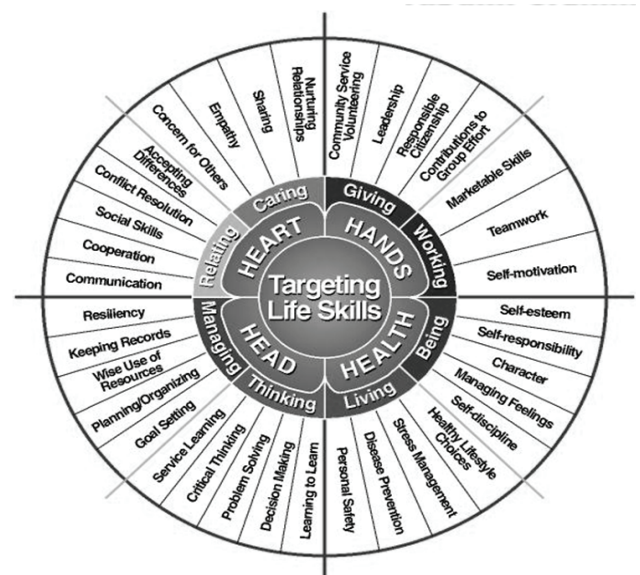 Targeting
Life Skills
HEART
HANDS
HEALTH
HEAD
Caring
Giving
Working
Being
Living
Thinking
Managing
Relating
Nurturing
Relationships
Sharing
Empathy
Concern for Others
Accepting
Differences
Conflict Resolution
Social Skills
Cooperation
Communication
Community Service
Volunteering
Leadership
Responsible
Citizenship
Contributions to
Group Effort
Marketable Skills
Teamwork
Self-motivation
Self-esteem
Self-responsibility
Character
Managing Feelings
Self-discipline
Healthy Lifestyle
Choices
Stress Management
Disease Prevention
Personal Safety
Learning to Learn
Decision Making
Problem Solving
Critical Thinking
Service Learning
Goal Setting
Planning/Organizing
Wise Use of
Resources
Keeping Records
Resiliency